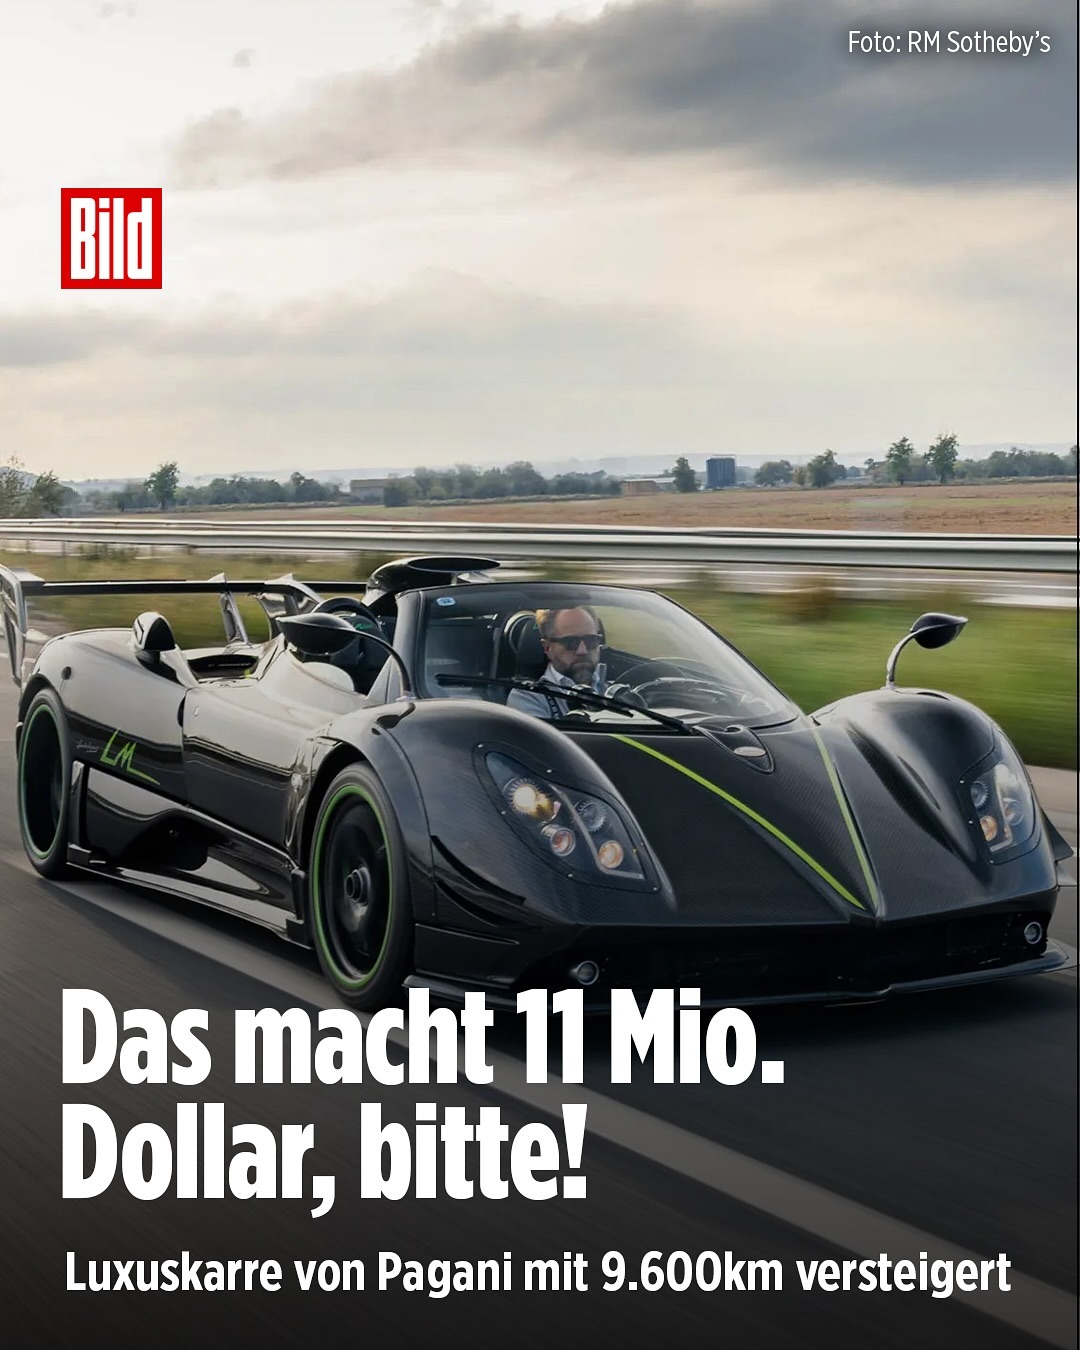 Foto: RM Sotheby's
Bild
LM
Das macht 11 Mio.
Dollar, bitte!
Luxuskarre von Pagani mit 9.600km versteigert